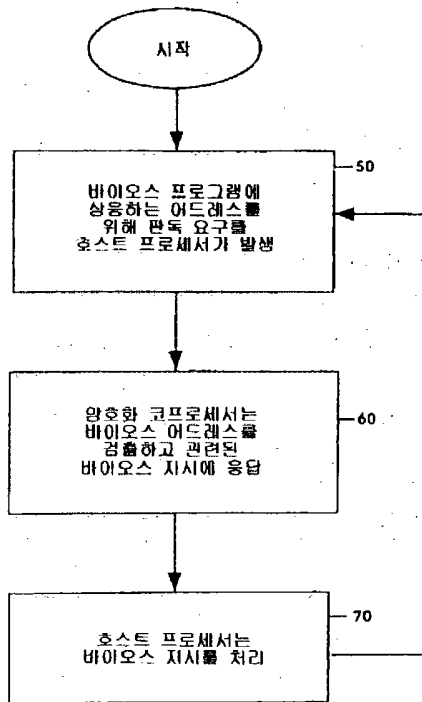 시작
50
바이오스 프로그램에
상응하는 어드레스를
위해 판독 요구를
호스트 프로세서가 발생
60
암호화 코프로세서는
바이오스 어드레스를
검출하고 관련된
바이오스 지시에 응답
70
호스트 프로세서는
바이오스 지시를 처리